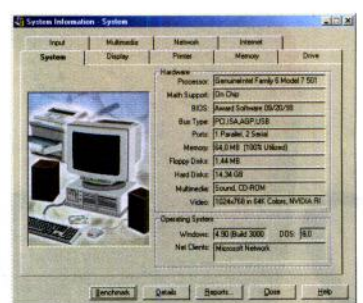 System Information - System
Input Multimedia Network Internet
System Display Printer Memory Drive
Hardware
Processor: GenuineIntel Family 6 Model 7 501
Math Support: On Chip
BIOS: Award Software 09/20/98
Bus Type: PCI,ISA,AGP,USB
Ports: 1 Parallel, 2 Serial
Memory: 64,0 MB (100% Utilized)
Floppy Disks: 1,44 MB
Hard Disks: 14,34 GB
Multimedia: Sound, CD-ROM
Video: 1024x768 in 64K Colors, NVIDIA RI
Operating System
Windows: 4.90 (Build 3000 DOS:
Net Clients: Microsoft Network
Benchmark Details Reports... Close Help